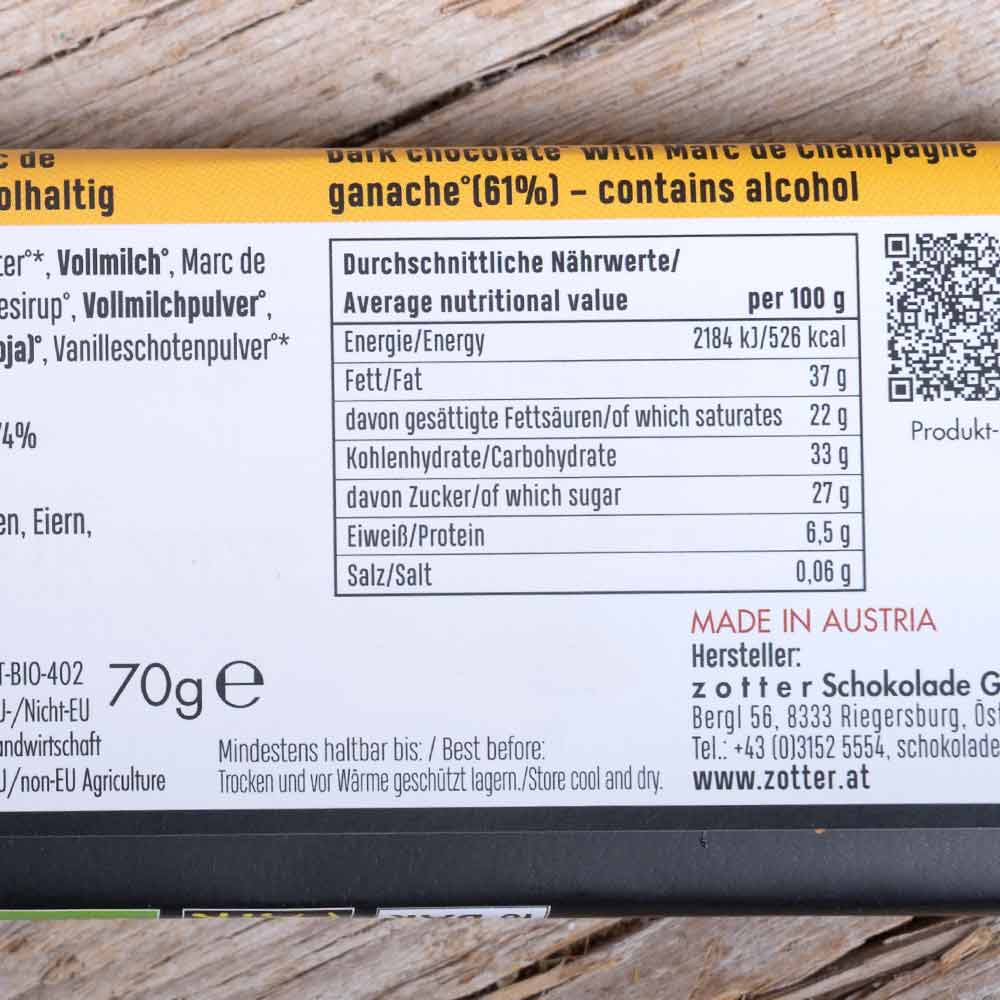 c de
olhaltig
Dark Chocolate° with Marc de Champagne
ganache°(61%) – contains alcohol
ter°*, Vollmilch°, Marc de
esirup°, Vollmilchpulver°,
oja)°, Vanilleschotenpulver°*
4%
en, Eiern,
Durchschnittliche Nährwerte/
Average nutritional value per 100 g
Energie/Energy 2184 kJ/526 kcal
Fett/Fat 37 g
davon gesättigte Fettsäuren/of which saturates 22 g
Kohlenhydrate/Carbohydrate 33 g
davon Zucker/of which sugar 27 g
Eiweiß/Protein 6,5 g
Salz/Salt 0,06 g
Produkt-
T-BIO-402
U-/Nicht-EU
andwirtschaft
U/non-EU Agriculture
70g e
Mindestens haltbar bis: / Best before:
Trocken und vor Wärme geschützt lagern./Store cool and dry.
MADE IN AUSTRIA
Hersteller:
zotter Schokolade G
Bergl 56, 8333 Riegersburg, Öst
Tel.: +43 (0)3152 5554, schokolade
www.zotter.at